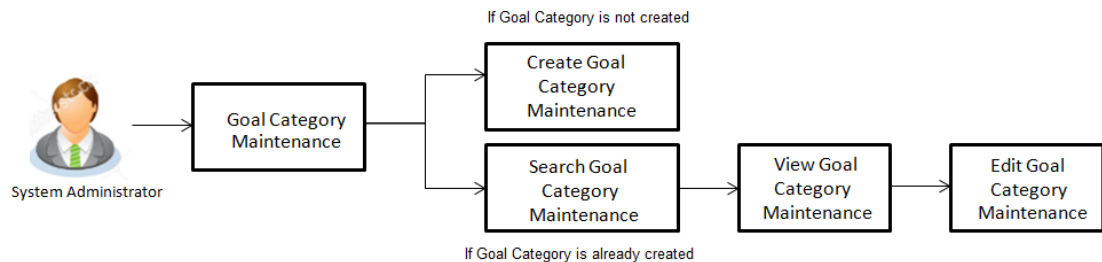 If Goal Category is not created
Create Goal
Category
Maintenance
Goal Category
Maintenance
System Administrator
Search Goal
Category
Maintenance
View Goal
Category
Maintenance
Edit Goal
Category
Maintenance
If Goal Category is already created